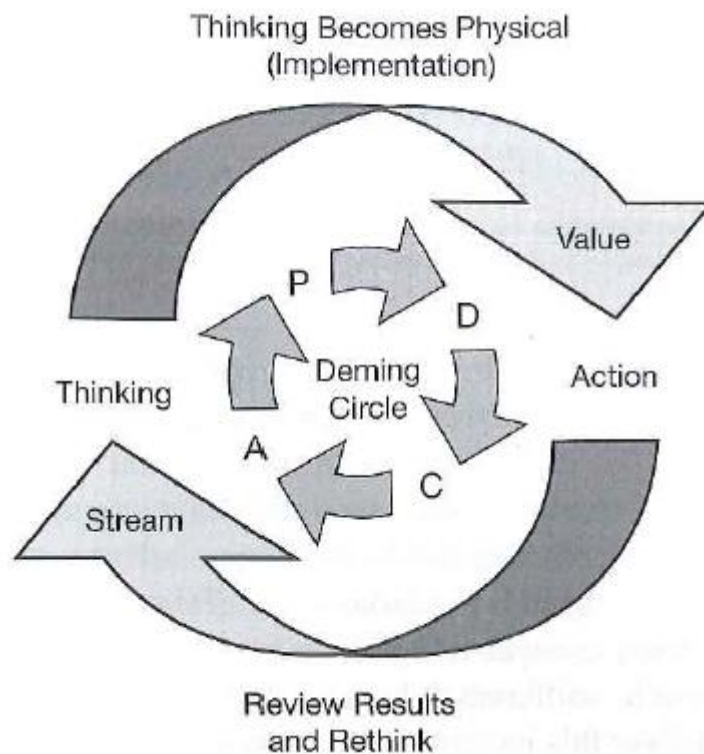 Thinking Becomes Physical
(Implementation)
Value
P
D
Thinking
Deming
Circle
Action
A
C
Stream
Review Results
and Rethink